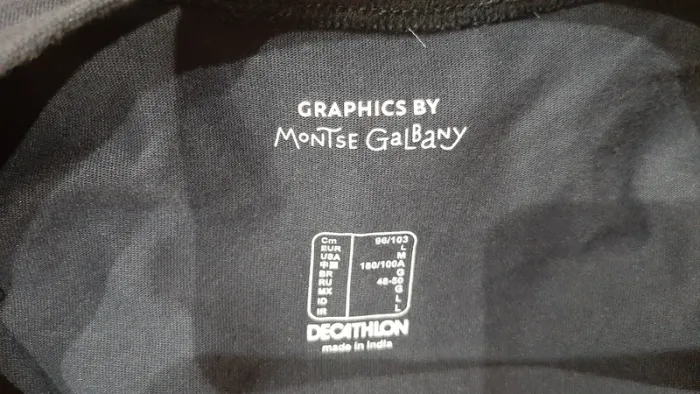 GRAPHICS BY
MONTSE GALBANY
Cm 96/103
EUR L
USA M
中国 180/100A
BR G
RU 48-50
MX G
ID L
IR L
DECATHLON
made in India